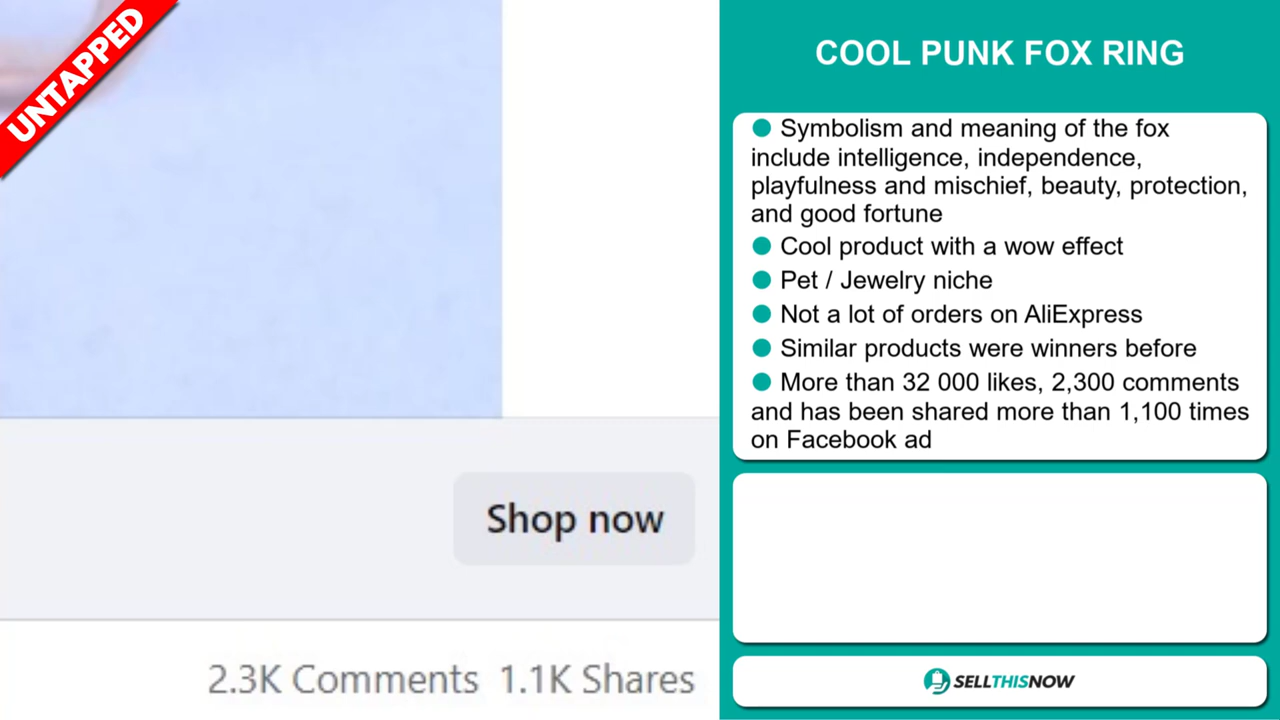 UNTAPPED
Shop now
2.3K Comments 1.1K Shares
COOL PUNK FOX RING
● Symbolism and meaning of the fox
include intelligence, independence,
playfulness and mischief, beauty, protection,
and good fortune
● Cool product with a wow effect
● Pet / Jewelry niche
● Not a lot of orders on AliExpress
● Similar products were winners before
● More than 32 000 likes, 2,300 comments
and has been shared more than 1,100 times
on Facebook ad
SELLTHISNOW